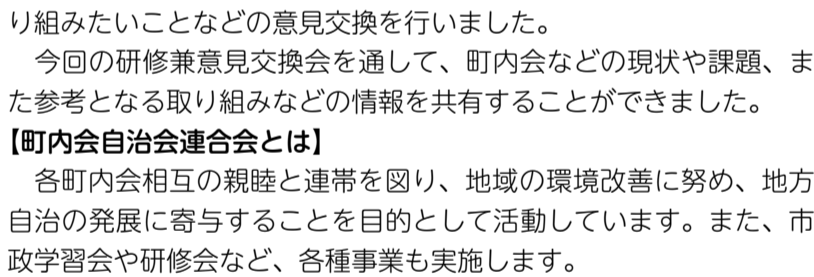 り組みたいことなどの意見交換を行いました。
　今回の研修兼意見交換会を通して、町内会などの現状や課題、ま
た参考となる取り組みなどの情報を共有することができました。
【町内会自治会連合会とは】
　各町内会相互の親睦と連帯を図り、地域の環境改善に努め、地方
自治の発展に寄与することを目的として活動しています。また、市
政学習会や研修会など、各種事業も実施します。